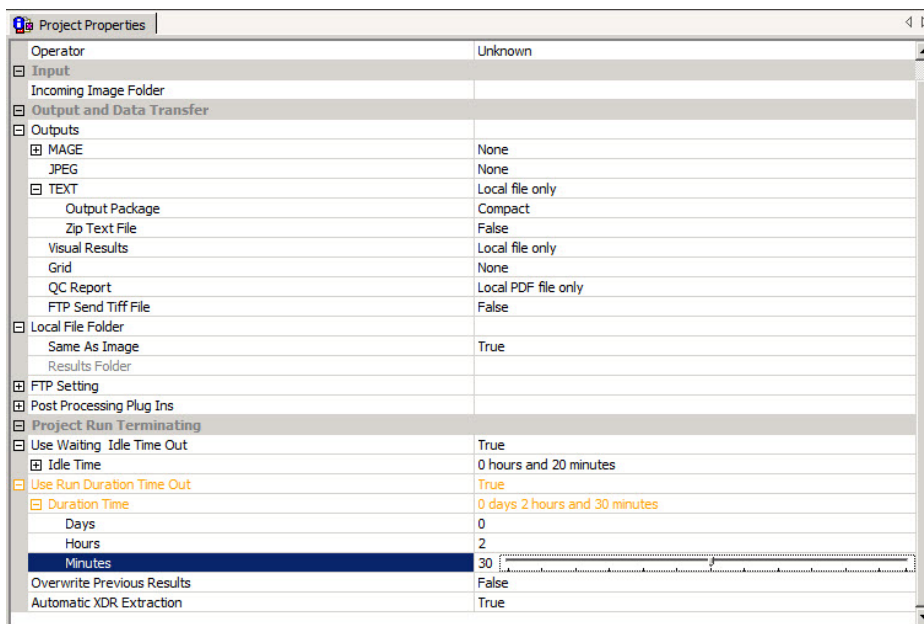 Project Properties
Operator Unknown
Input
Incoming Image Folder
Output and Data Transfer
Outputs
MAGE None
JPEG None
TEXT Local file only
Output Package Compact
Zip Text File False
Visual Results Local file only
Grid None
QC Report Local PDF file only
FTP Send Tiff File False
Local File Folder
Same As Image True
Results Folder
FTP Setting
Post Processing Plug Ins
Project Run Terminating
Use Waiting Idle Time Out True
Idle Time 0 hours and 20 minutes
Use Run Duration Time Out True
Duration Time 0 days 2 hours and 30 minutes
Days 0
Hours 2
Minutes 30
Overwrite Previous Results False
Automatic XDR Extraction True